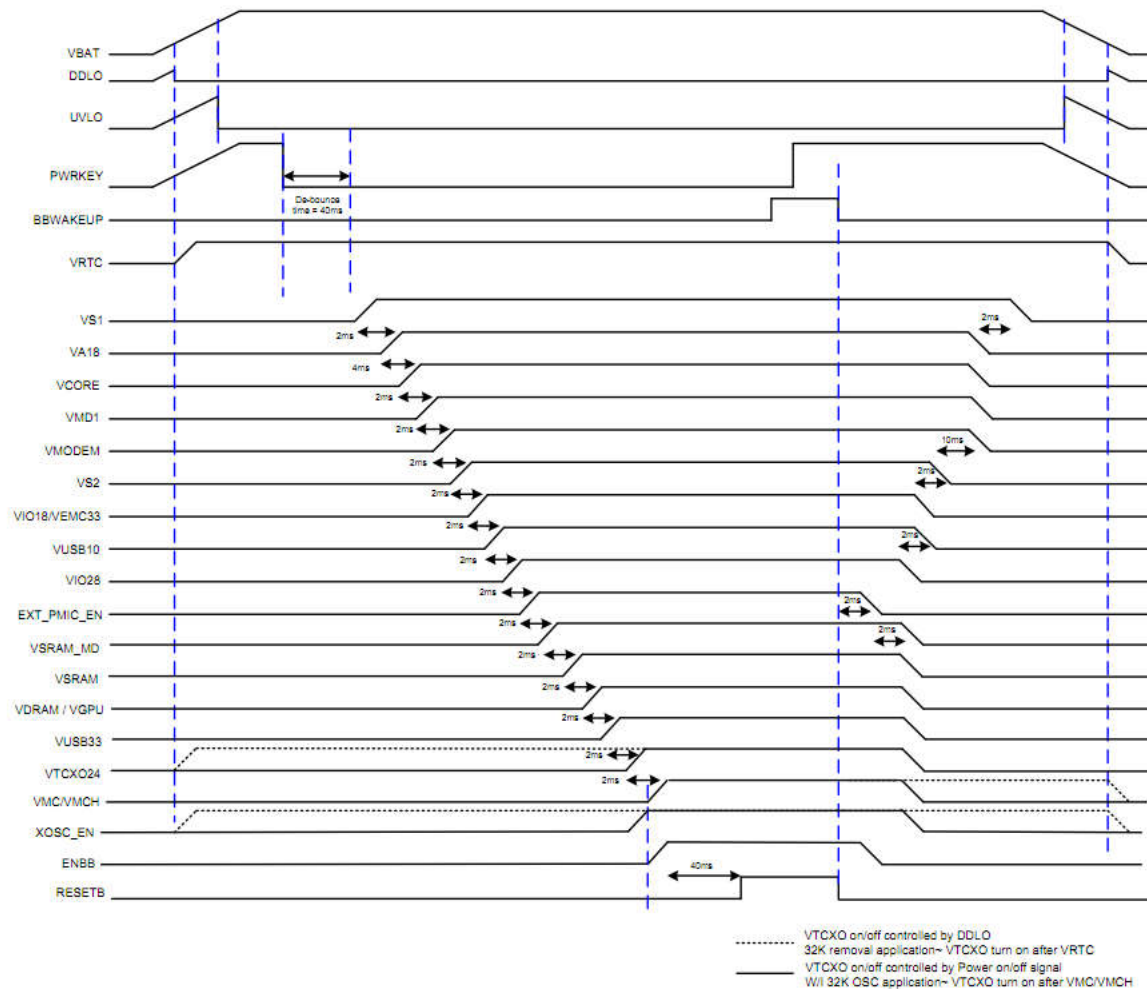 VBAT
DDLO
UVLO
PWRKEY
De-bounce
time = 40ms
BBWAKEUP
VRTC
VS1
2ms
2ms
VA18
4ms
VCORE
2ms
VMD1
2ms
VMODEM
10ms
2ms
VS2
2ms
2ms
VIO18/VEMC33
2ms
2ms
VUSB10
2ms
VIO28
2ms
2ms
EXT_PMIC_EN
2ms
2ms
VSRAM_MD
2ms
VSRAM
2ms
VDRAM / VGPU
2ms
VUSB33
2ms
VTCXO24
2ms
VMC/VMCH
XOSC_EN
ENBB
40ms
RESETB
VTCXO on/off controlled by DDLO
32K removal application~ VTCXO turn on after VRTC
VTCXO on/off controlled by Power on/off signal
W/I 32K OSC application~ VTCXO turn on after VMC/VMCH